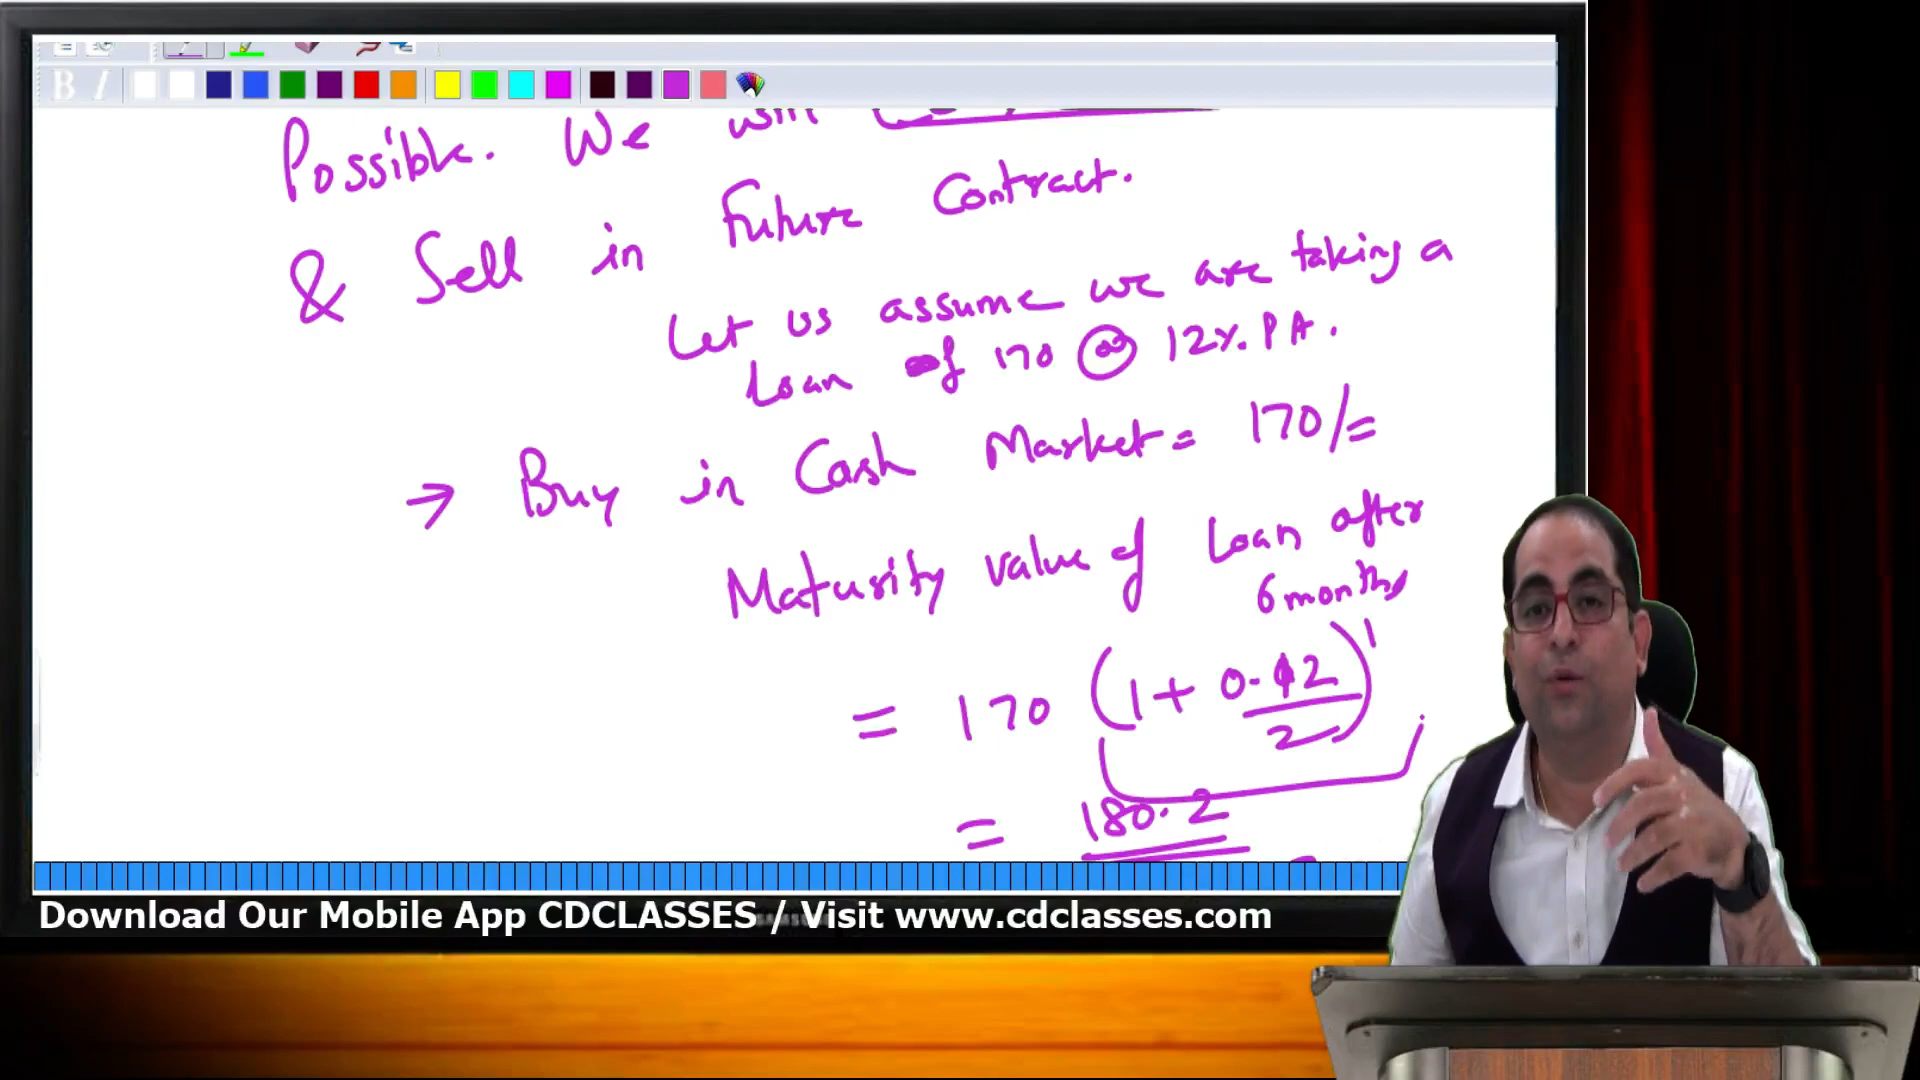 B I
Possible. We will
& Sell in Future Contract.
Let us assume we are taking a
Loan of 170 @ 12%. PA.
→ Buy in Cash Market = 170/=
Maturity value of Loan after
6 months
= 170 (1 + 0.12/2)^1
= 180.2
Download Our Mobile App CDCLASSES / Visit www.cdclasses.com